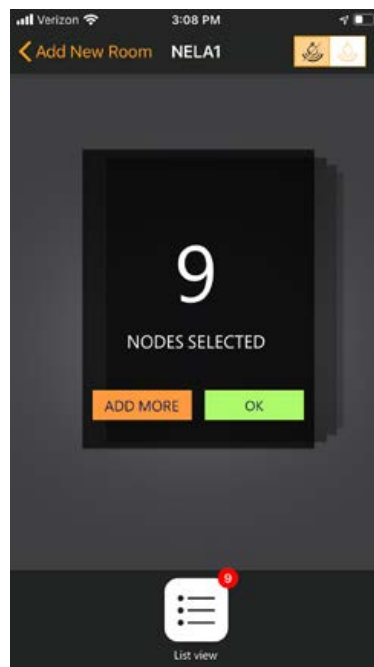 Verizon 3:08 PM
Add New Room NELA1
9
NODES SELECTED
ADD MORE OK
9
List view